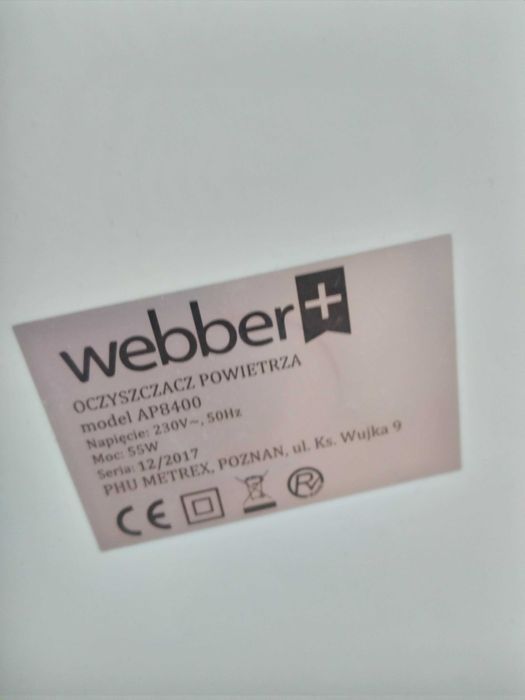 webber+
OCZYSZCZACZ POWIETRZA
model AP8400
Napięcie: 230V~, 50Hz
Moc: 55W
Seria: 12/2017
PHU METREX, POZNAN, ul. Ks. Wujka 9
CE